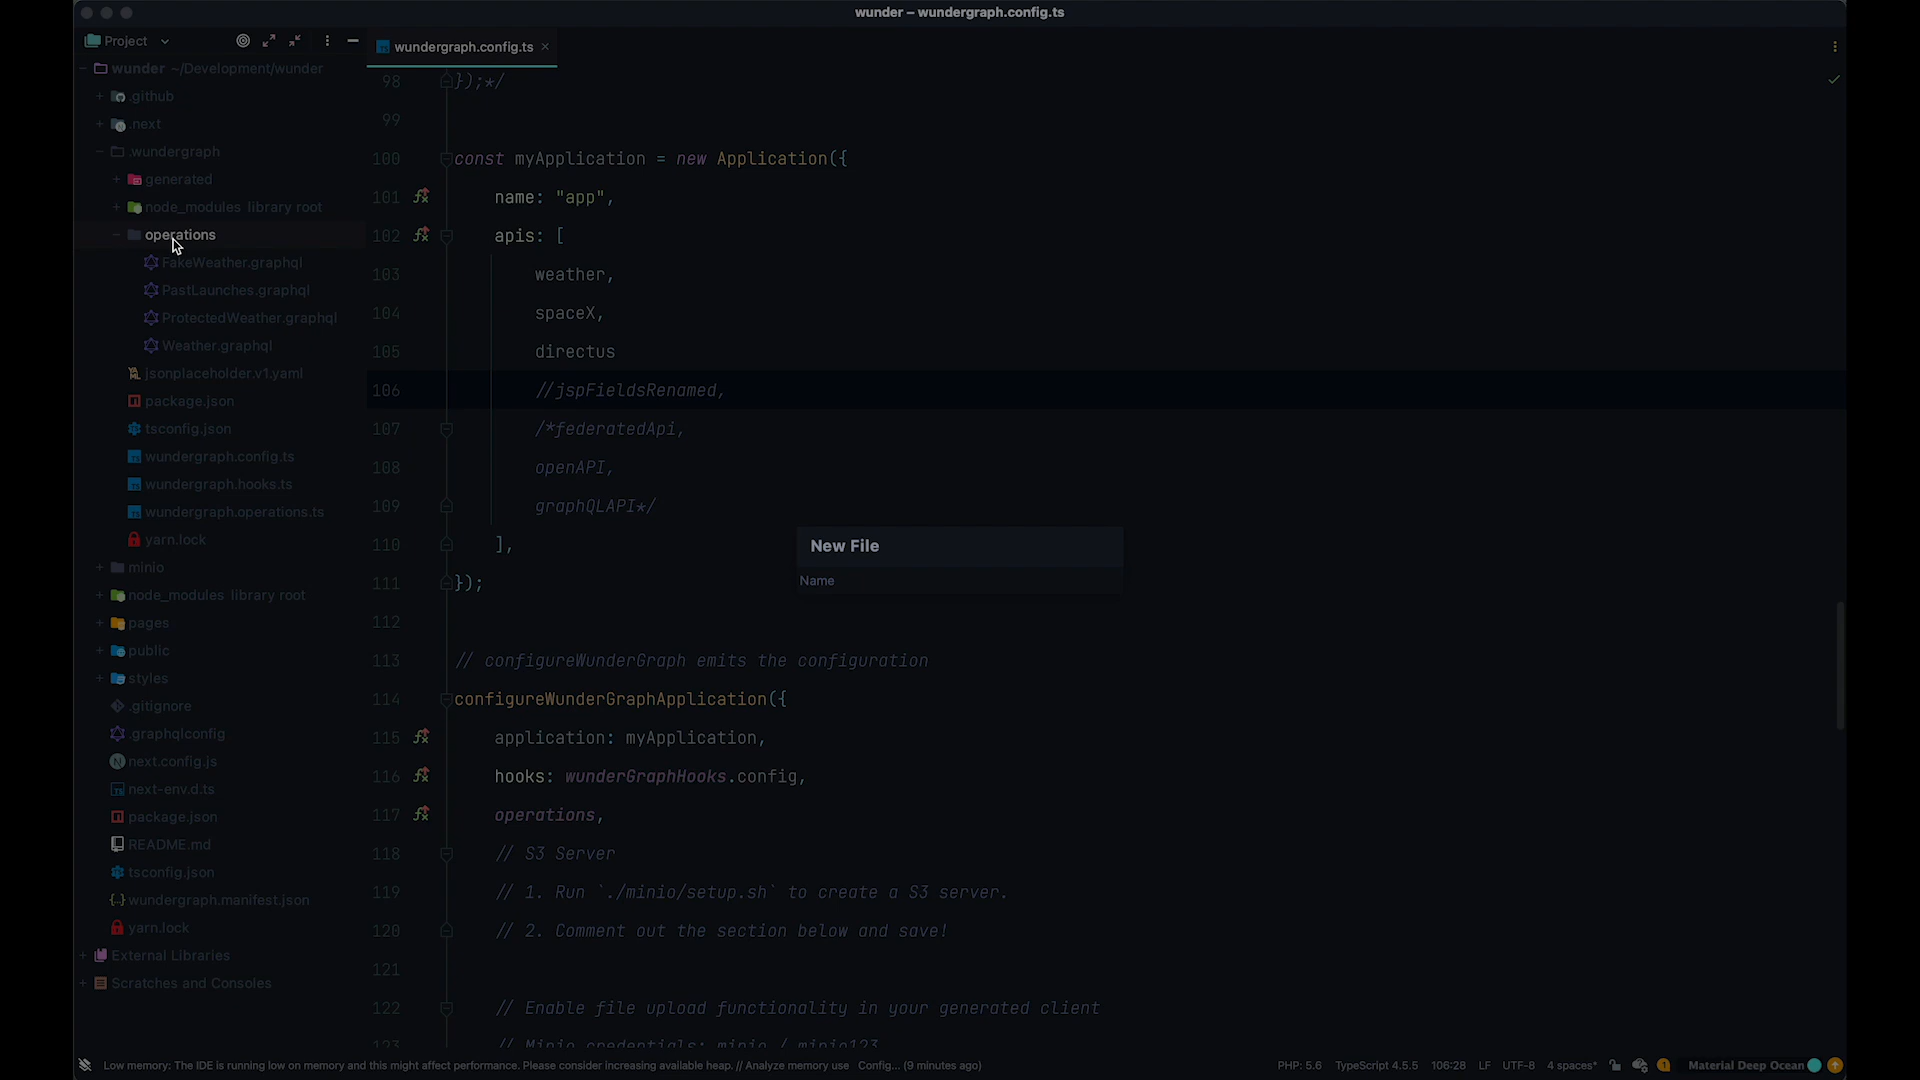 wunder – wundergraph.config.ts
Project
wundergraph.config.ts
wunder ~/Development/wunder
.github
.next
.wundergraph
generated
node_modules library root
operations
FakeWeather.graphql
PastLaunches.graphql
ProtectedWeather.graphql
Weather.graphql
jsonplaceholder.v1.yaml
package.json
tsconfig.json
wundergraph.config.ts
wundergraph.hooks.ts
wundergraph.operations.ts
yarn.lock
minio
node_modules library root
pages
public
styles
.gitignore
.graphqlconfig
next.config.js
next-env.d.ts
package.json
README.md
tsconfig.json
wundergraph.manifest.json
yarn.lock
External Libraries
Scratches and Consoles
98 });*/
99
100 const myApplication = new Application({
101 name: "app",
102 apis: [
103 weather,
104 spaceX,
105 directus
106 //jspFieldsRenamed,
107 /*federatedApi,
108 openAPI,
109 graphQLAPI*/
110 ],
111 });
112
113 // configureWunderGraph emits the configuration
114 configureWunderGraphApplication({
115 application: myApplication,
116 hooks: wunderGraphHooks.config,
117 operations,
118 // S3 Server
119 // 1. Run `./minio/setup.sh` to create a S3 server.
120 // 2. Comment out the section below and save!
121
122 // Enable file upload functionality in your generated client
123 // Minio credentials: minio / minio123
New File
Name
Low memory: The IDE is running low on memory and this might affect performance. Please consider increasing available heap. // Analyze memory use Config... (9 minutes ago)
PHP: 5.6 TypeScript 4.5.5 106:28 LF UTF-8 4 spaces* Material Deep Ocean